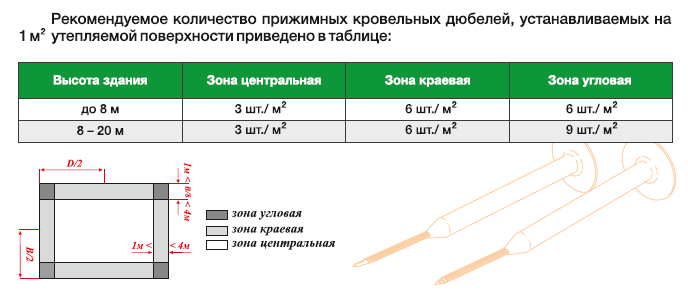 Рекомендуемое количество прижимных кровельных дюбелей, устанавливаемых на
1 м² утепляемой поверхности приведено в таблице:
Высота здания Зона центральная Зона краевая Зона угловая
до 8 м 3 шт./ м² 6 шт./ м² 6 шт./ м²
8 – 20 м 3 шт./ м² 6 шт./ м² 9 шт./ м²
D/2
1м < B/8 < 4м
зона угловая
зона краевая
зона центральная
B/2
1м < < 4м